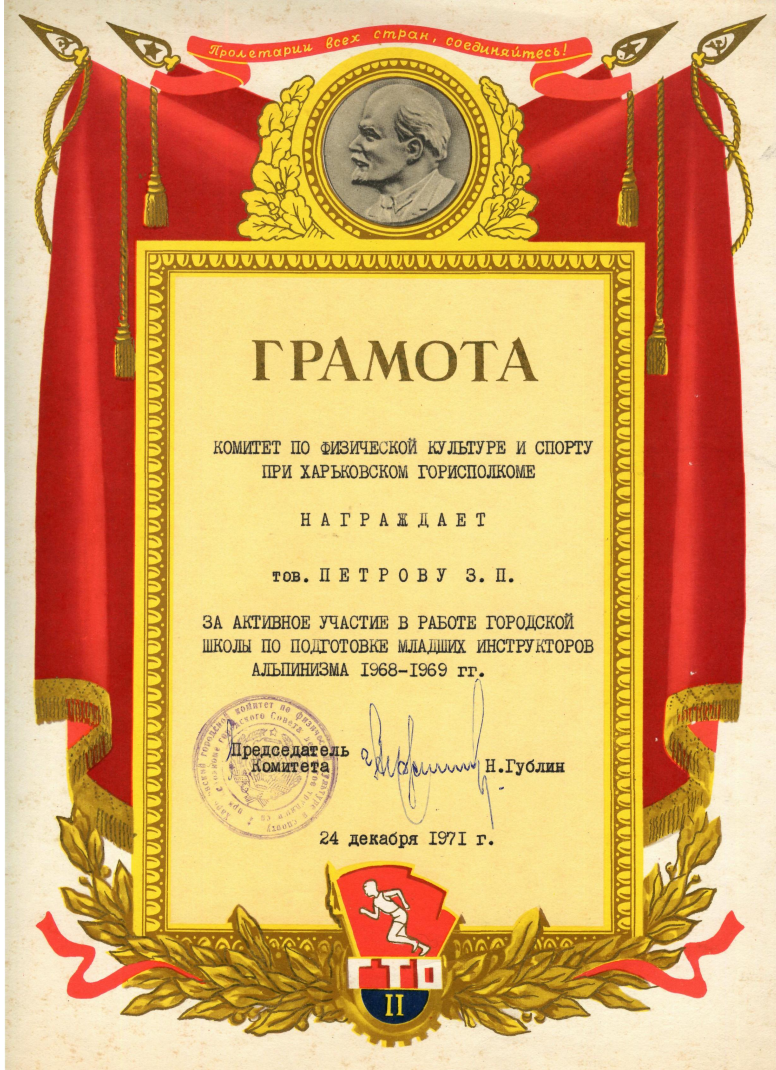 Пролетарии всех стран, соединяйтесь!
ГРАМОТА
КОМИТЕТ ПО ФИЗИЧЕСКОЙ КУЛЬТУРЕ И СПОРТУ
ПРИ ХАРЬКОВСКОМ ГОРИСПОЛКОМЕ
НАГРАЖДАЕТ
тов. ПЕТРОВУ З. П.
ЗА АКТИВНОЕ УЧАСТИЕ В РАБОТЕ ГОРОДСКОЙ
ШКОЛЫ ПО ПОДГОТОВКЕ МЛАДШИХ ИНСТРУКТОРОВ
АЛЬПИНИЗМА 1968-1969 гг.
Председатель
Комитета
Н.Гублин
24 декабря 1971 г.
ГТО
II